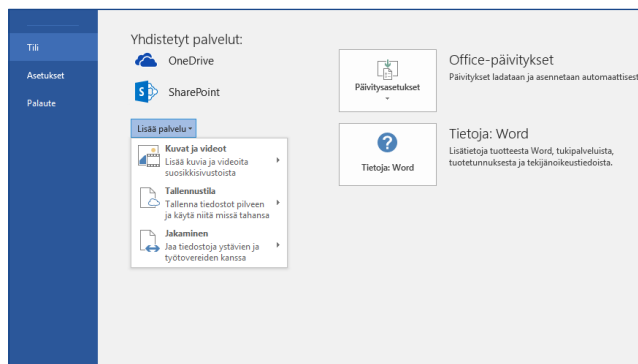 Tili
Asetukset
Palaute
Yhdistetyt palvelut:
OneDrive
SharePoint
Lisää palvelu
Kuvat ja videot
Lisää kuvia ja videoita
suosikkisivustoista
Tallennustila
Tallenna tiedostot pilveen
ja käytä niitä missä tahansa
Jakaminen
Jaa tiedostoja ystävien ja
työtovereiden kanssa
Päivitysasetukset
Office-päivitykset
Päivitykset ladataan ja asennetaan automaattisest
Tietoja: Word
Tietoja: Word
Lisätietoja tuotteesta Word, tukipalveluista,
tuotetunnuksesta ja tekijänoikeustiedoista.